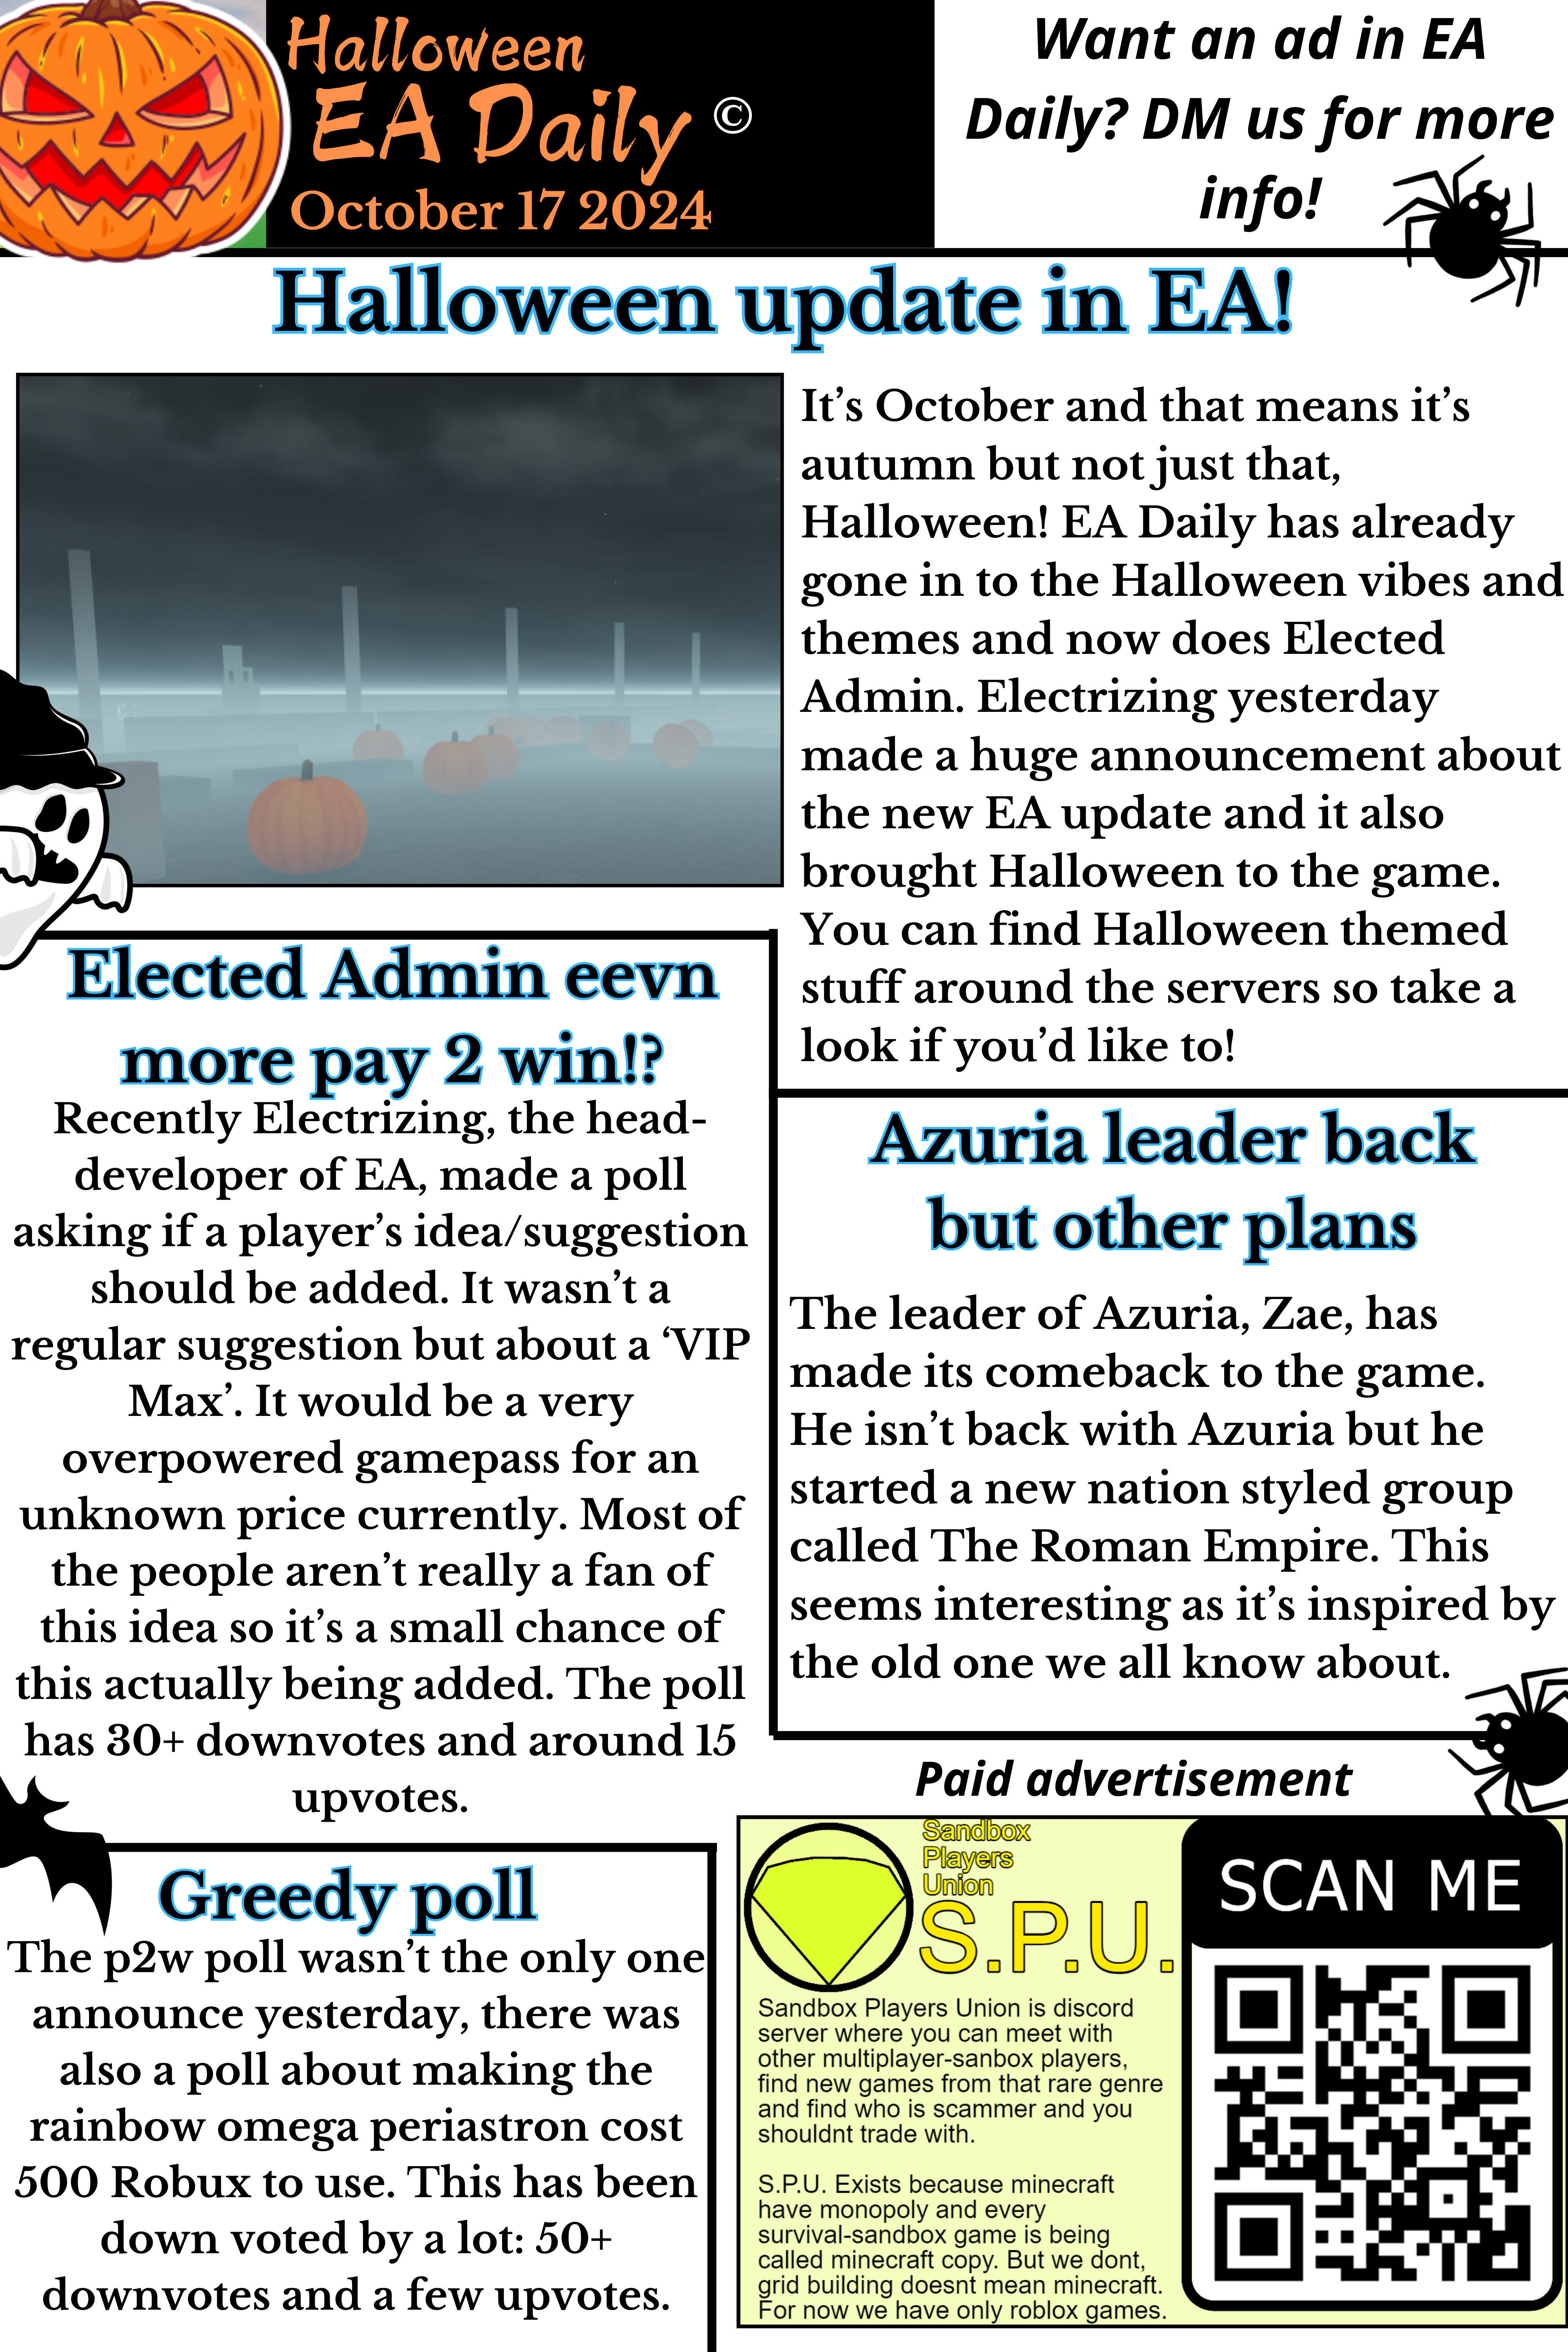 Halloween
EA Daily ©
October 17 2024
Want an ad in EA
Daily? DM us for more
info!
Halloween update in EA!
It’s October and that means it’s
autumn but not just that,
Halloween! EA Daily has already
gone in to the Halloween vibes and
themes and now does Elected
Admin. Electrizing yesterday
made a huge announcement about
the new EA update and it also
brought Halloween to the game.
You can find Halloween themed
stuff around the servers so take a
look if you’d like to!
Elected Admin eevn
more pay 2 win!?
Recently Electrizing, the head-
developer of EA, made a poll
asking if a player’s idea/suggestion
should be added. It wasn’t a
regular suggestion but about a ‘VIP
Max’. It would be a very
overpowered gamepass for an
unknown price currently. Most of
the people aren’t really a fan of
this idea so it’s a small chance of
this actually being added. The poll
has 30+ downvotes and around 15
upvotes.
Azuria leader back
but other plans
The leader of Azuria, Zae, has
made its comeback to the game.
He isn’t back with Azuria but he
started a new nation styled group
called The Roman Empire. This
seems interesting as it’s inspired by
the old one we all know about.
Greedy poll
The p2w poll wasn’t the only one
announce yesterday, there was
also a poll about making the
rainbow omega periastron cost
500 Robux to use. This has been
down voted by a lot: 50+
downvotes and a few upvotes.
Paid advertisement
Sandbox
Players
Union
S.P.U.
Sandbox Players Union is discord
server where you can meet with
other multiplayer-sanbox players,
find new games from that rare genre
and find who is scammer and you
shouldnt trade with.
S.P.U. Exists because minecraft
have monopoly and every
survival-sandbox game is being
called minecraft copy. But we dont,
grid building doesnt mean minecraft.
For now we have only roblox games.
SCAN ME